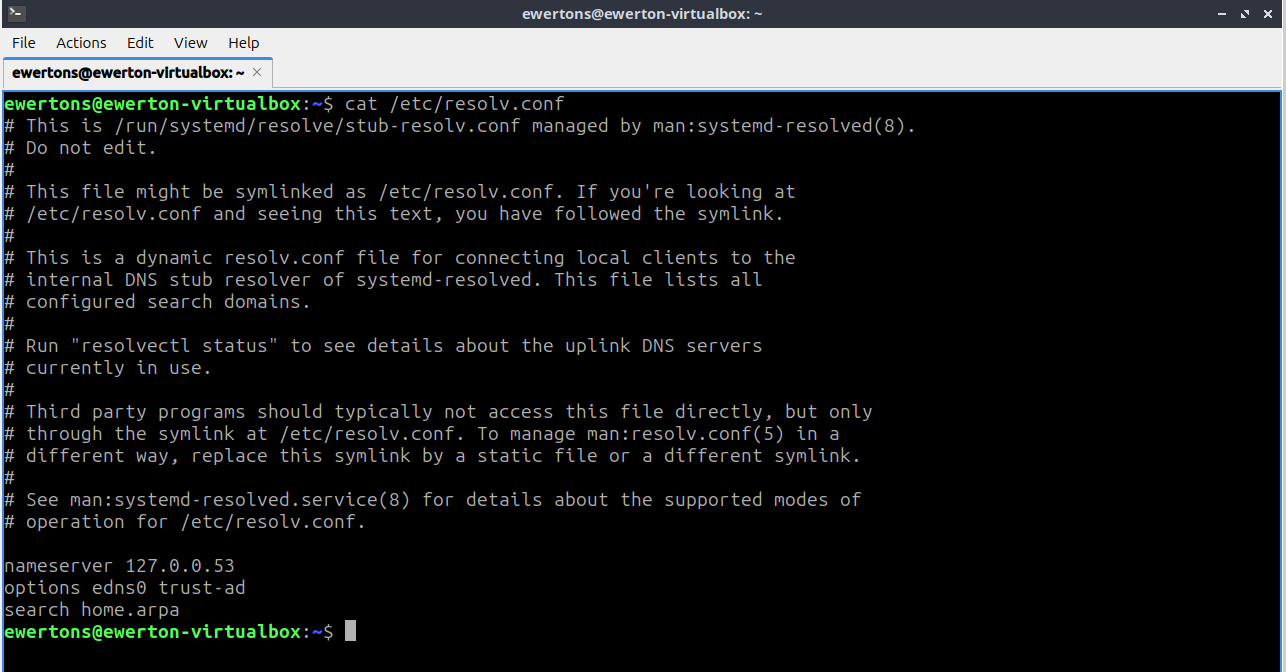 ewertons@ewerton-virtualbox: ~
File Actions Edit View Help
ewertons@ewerton-virtualbox: ~
ewertons@ewerton-virtualbox:~$ cat /etc/resolv.conf
# This is /run/systemd/resolve/stub-resolv.conf managed by man:systemd-resolved(8).
# Do not edit.
#
# This file might be symlinked as /etc/resolv.conf. If you're looking at
# /etc/resolv.conf and seeing this text, you have followed the symlink.
#
# This is a dynamic resolv.conf file for connecting local clients to the
# internal DNS stub resolver of systemd-resolved. This file lists all
# configured search domains.
#
# Run "resolvectl status" to see details about the uplink DNS servers
# currently in use.
#
# Third party programs should typically not access this file directly, but only
# through the symlink at /etc/resolv.conf. To manage man:resolv.conf(5) in a
# different way, replace this symlink by a static file or a different symlink.
#
# See man:systemd-resolved.service(8) for details about the supported modes of
# operation for /etc/resolv.conf.
nameserver 127.0.0.53
options edns0 trust-ad
search home.arpa
ewertons@ewerton-virtualbox:~$